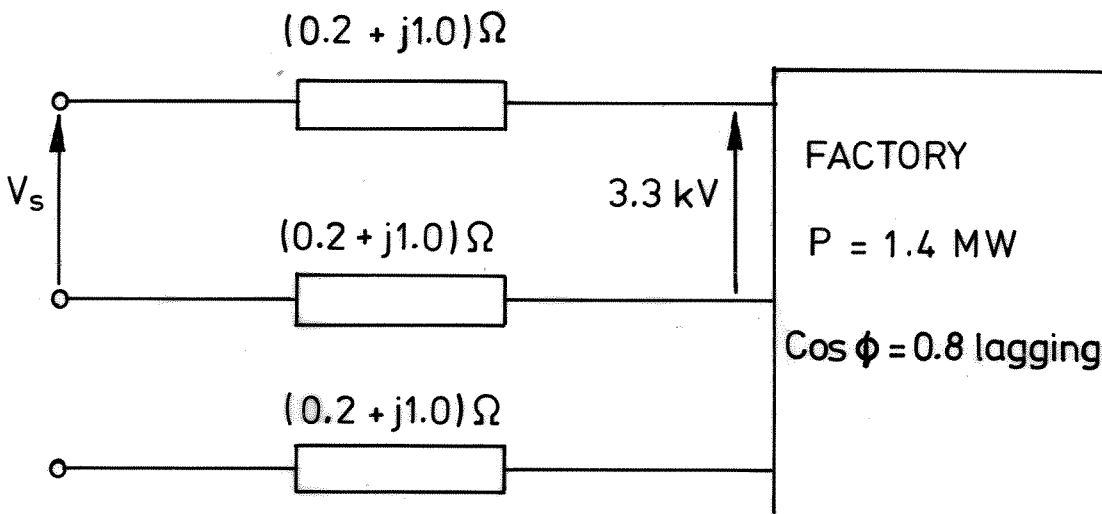 (0.2 + j1.0) Ω
FACTORY
Vs
3.3 kV
(0.2 + j1.0) Ω
P = 1.4 MW
Cos ϕ = 0.8 lagging
(0.2 + j1.0) Ω